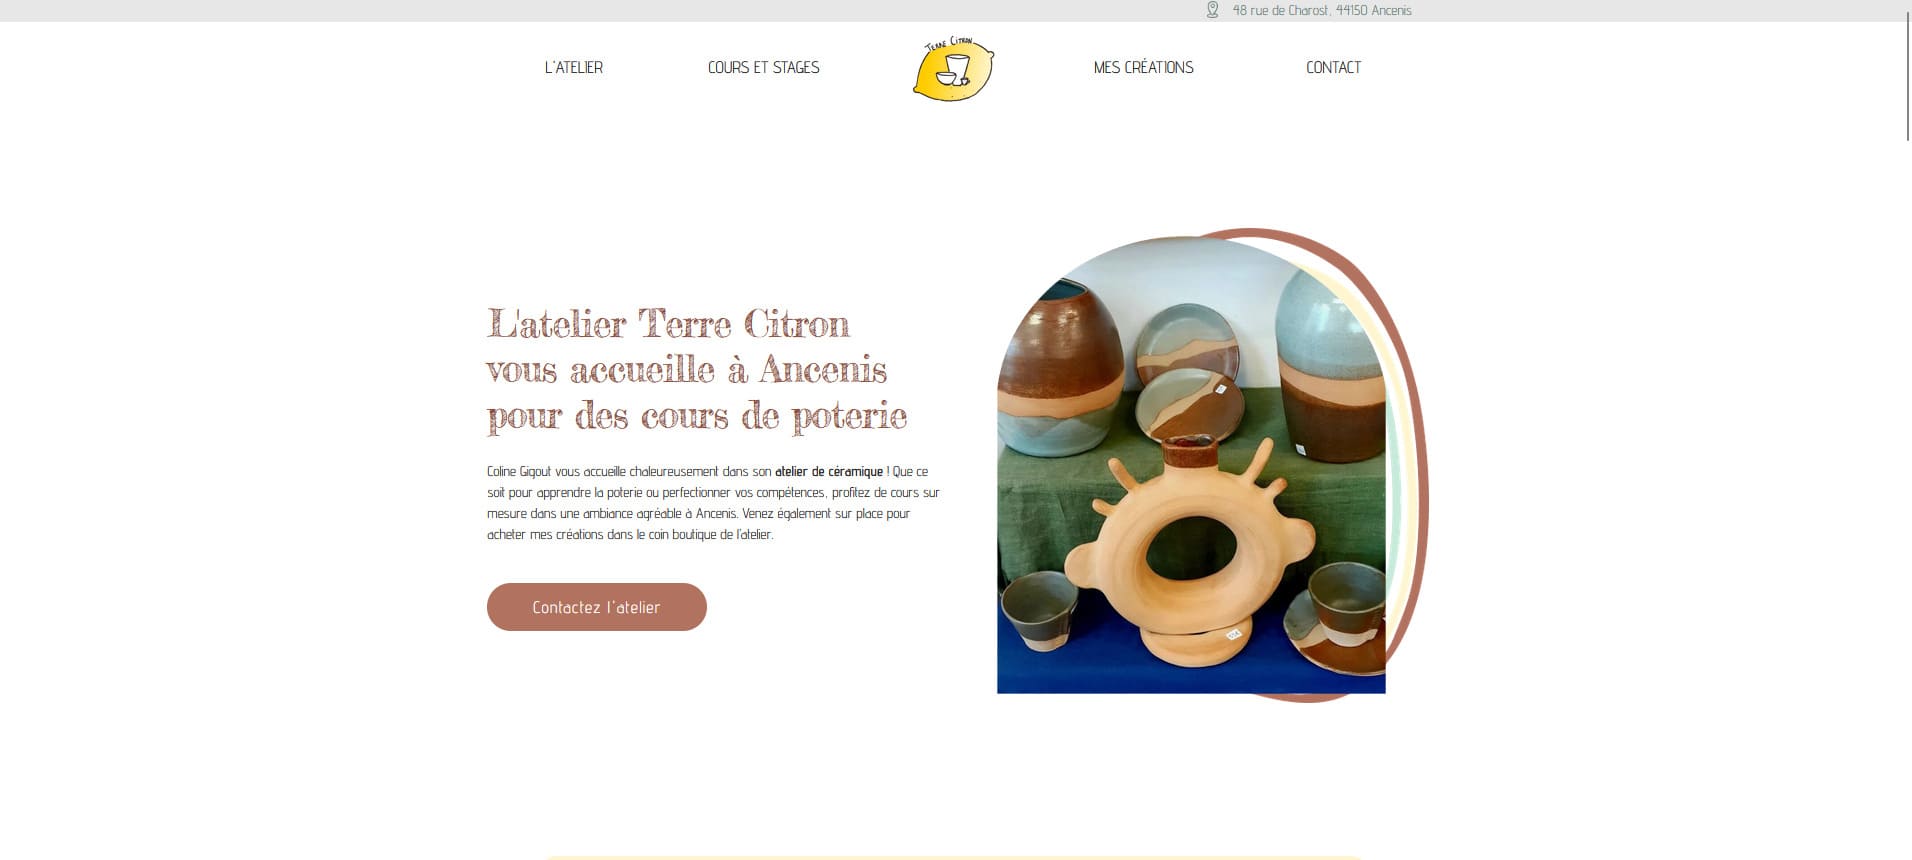 48 rue de Charost, 44150 Ancenis
L'ATELIER
COURS ET STAGES
TERRE CITRON
MES CRÉATIONS
CONTACT
L'atelier Terre Citron
vous accueille à Ancenis
pour des cours de poterie
Coline Gigout vous accueille chaleureusement dans son atelier de céramique ! Que ce
soit pour apprendre la poterie ou perfectionner vos compétences, profitez de cours sur
mesure dans une ambiance agréable à Ancenis. Venez également sur place pour
acheter mes créations dans le coin boutique de l'atelier.
Contactez l'atelier